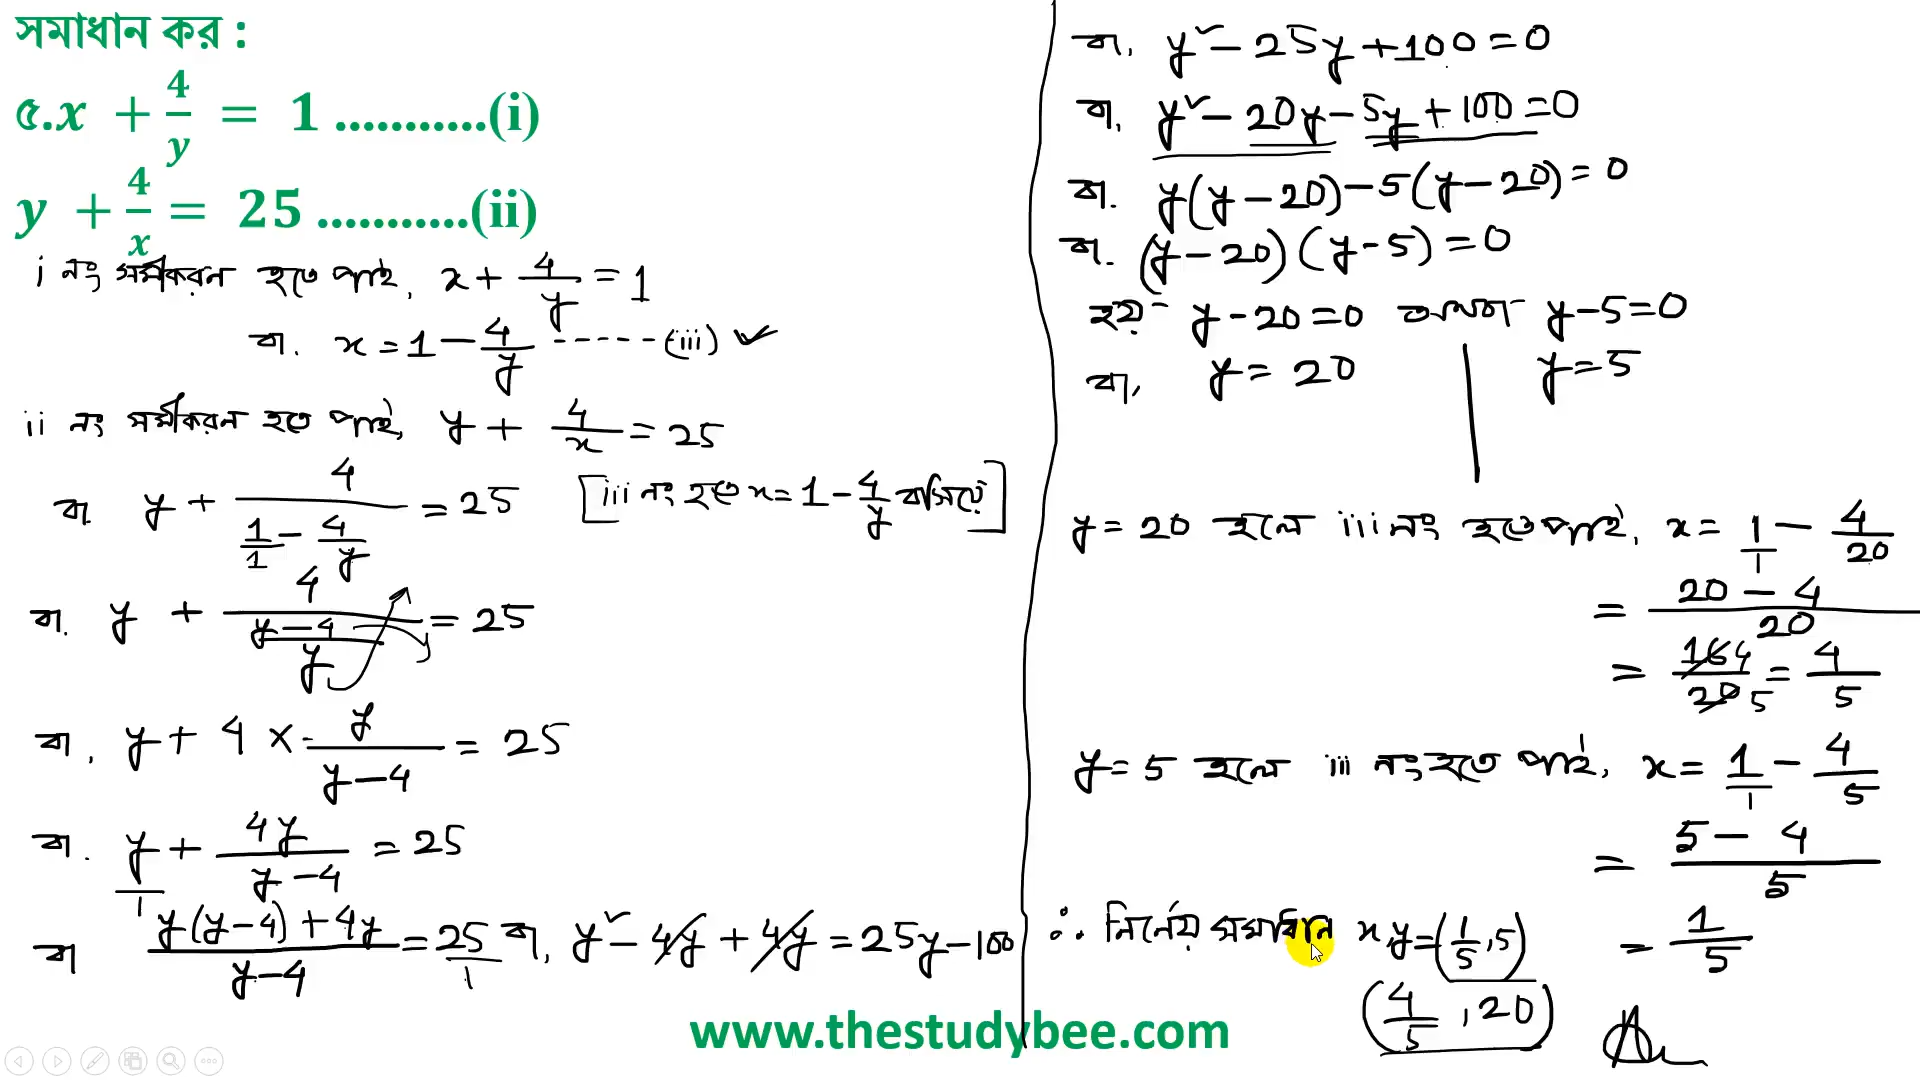 সমাধান কর :
৫.x + 4/y = 1 ...........(i)
y + 4/x = 25 ...........(ii)
i নং সমীকরন হতে পাই, x + 4/y = 1
বা. x = 1 - 4/y ------(iii) ✓
ii নং সমীকরন হতে পাই, y + 4/x = 25
বা y + 4/(1/1 - 4/y) = 25 [iii নং হতে x = 1 - 4/y বসিয়ে]
বা. y + 4/((y-4)/y) = 25
বা, y + 4 × y/(y-4) = 25
বা. y/1 + 4y/(y-4) = 25
বা (y(y-4)+4y)/(y-4) = 25/1 বা, y² - 4y + 4y = 25y - 100
বা, y² - 25y + 100 = 0
বা, y² - 20y - 5y + 100 = 0
বা. y(y-20) - 5(y-20) = 0
বা. (y-20)(y-5) = 0
হয় y - 20 = 0 অথবা y - 5 = 0
বা, y = 20 | y = 5
y = 20 হলে iii নং হতে পাই, x = 1/1 - 4/20
= (20 - 4)/20
= 16 4/20 5 = 4/5
y = 5 হলে iii নং হতে পাই, x = 1/1 - 4/5
= (5 - 4)/5
= 1/5
∴ নির্নেয় সমাধান x,y = (1/5, 5)
(4/5, 20)
www.thestudybee.com